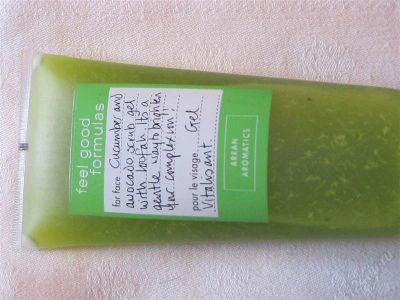 feel good
formulas
for face Cucumber and
avocado scrub gel
with loofah. It's a
gentle way to brighten
your complexion!
pour le visage Gel
Vitalisant.
ARRAN
AROMATICS